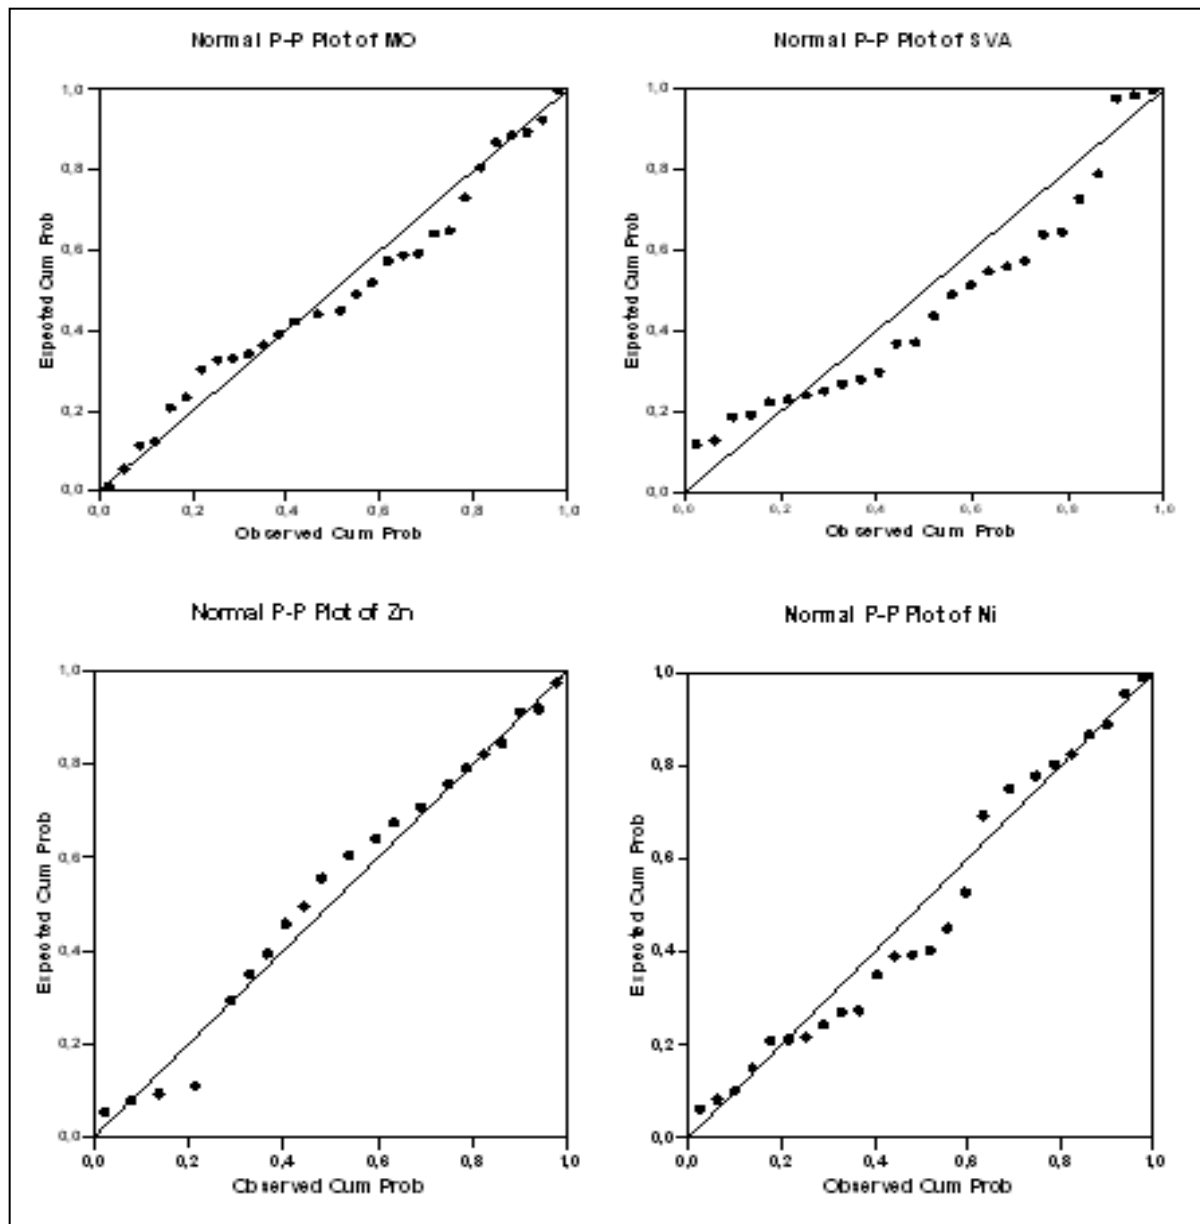 Normal P-P Plot of MO
1,0
0,8
0,6
0,4
0,2
0,0
Expected Cum Prob
0,0 0,2 0,4 0,6 0,8 1,0
Observed Cum Prob
Normal P-P Plot of SVA
1,0
0,8
0,6
0,4
0,2
0,0
Expected Cum Prob
0,0 0,2 0,4 0,6 0,8 1,0
Observed Cum Prob
Normal P-P Plot of Zn
1,0
0,8
0,6
0,4
0,2
0,0
Expected Cum Prob
0,0 0,2 0,4 0,6 0,8 1,0
Observed Cum Prob
Normal P-P Plot of Ni
1,0
0,8
0,6
0,4
0,2
0,0
Expected Cum Prob
0,0 0,2 0,4 0,6 0,8 1,0
Observed Cum Prob